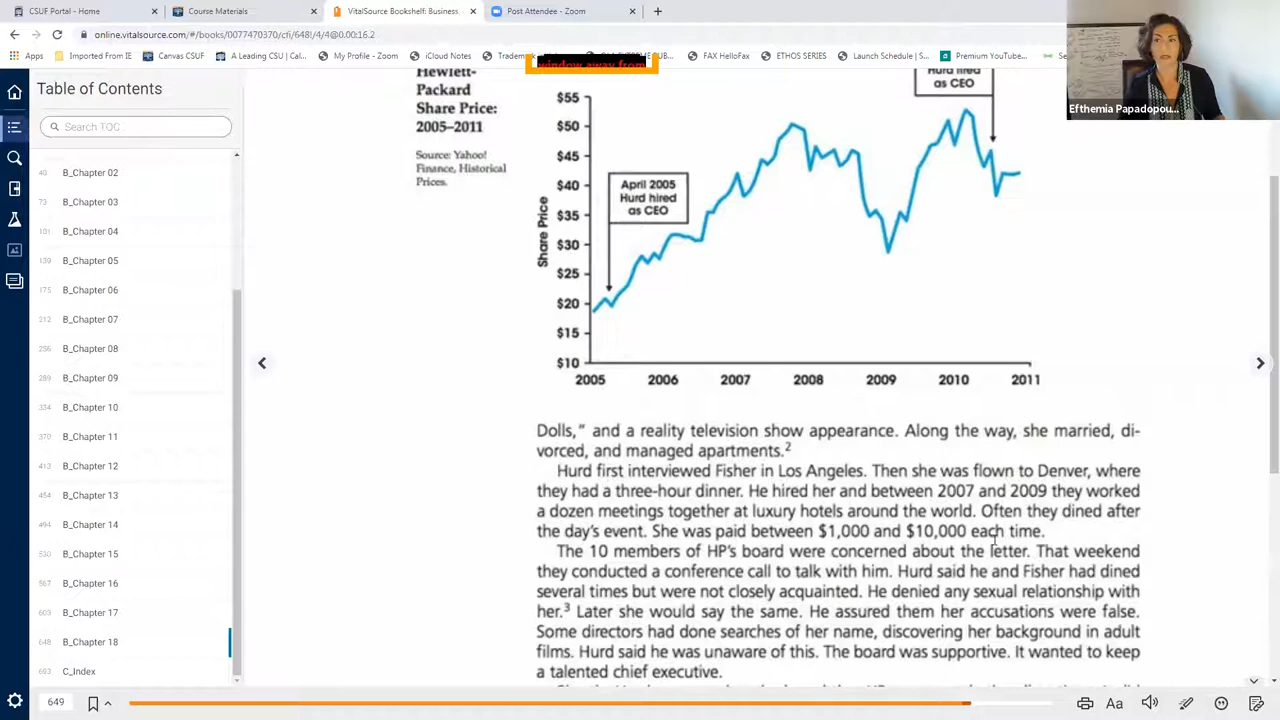 CSUF Portal - Home
Course Materials
VitalSource Bookshelf: Business,
Post Attendee - Zoom
online.vitalsource.com/#/books/0077470370/cfi/648!/4/4@0.00:16.2
Apps
Imported From IE
Canvas
A Leading CSU
My Profile - Zoom
iCloud Notes
FAX HelloFax
ETHOS SERIES
Launch Schedule | S...
Premium YouTube...
window away from
Efthemia Papadopou...
Table of Contents
Search TOC
B_Chapter 02
73 B_Chapter 03
101 B_Chapter 04
139 B_Chapter 05
175 B_Chapter 06
212 B_Chapter 07
256 B_Chapter 08
289 B_Chapter 09
334 B_Chapter 10
370 B_Chapter 11
413 B_Chapter 12
454 B_Chapter 13
494 B_Chapter 14
530 B_Chapter 15
567 B_Chapter 16
603 B_Chapter 17
648 B_Chapter 18
693 C_Index
Hewlett-
Packard
Share Price:
2005–2011
Source: Yahoo!
Finance, Historical
Prices.
Share Price
$55
$50
$45
$40
$35
$30
$25
$20
$15
$10
April 2005
Hurd hired
as CEO
Hurd fired
as CEO
2005 2006 2007 2008 2009 2010 2011
Dolls," and a reality television show appearance. Along the way, she married, di-
vorced, and managed apartments.2
Hurd first interviewed Fisher in Los Angeles. Then she was flown to Denver, where
they had a three-hour dinner. He hired her and between 2007 and 2009 they worked
a dozen meetings together at luxury hotels around the world. Often they dined after
the day's event. She was paid between $1,000 and $10,000 each time.
The 10 members of HP's board were concerned about the letter. That weekend
they conducted a conference call to talk with him. Hurd said he and Fisher had dined
several times but were not closely acquainted. He denied any sexual relationship with
her.3 Later she would say the same. He assured them her accusations were false.
Some directors had done searches of her name, discovering her background in adult
films. Hurd said he was unaware of this. The board was supportive. It wanted to keep
a talented chief executive.
649
Aa